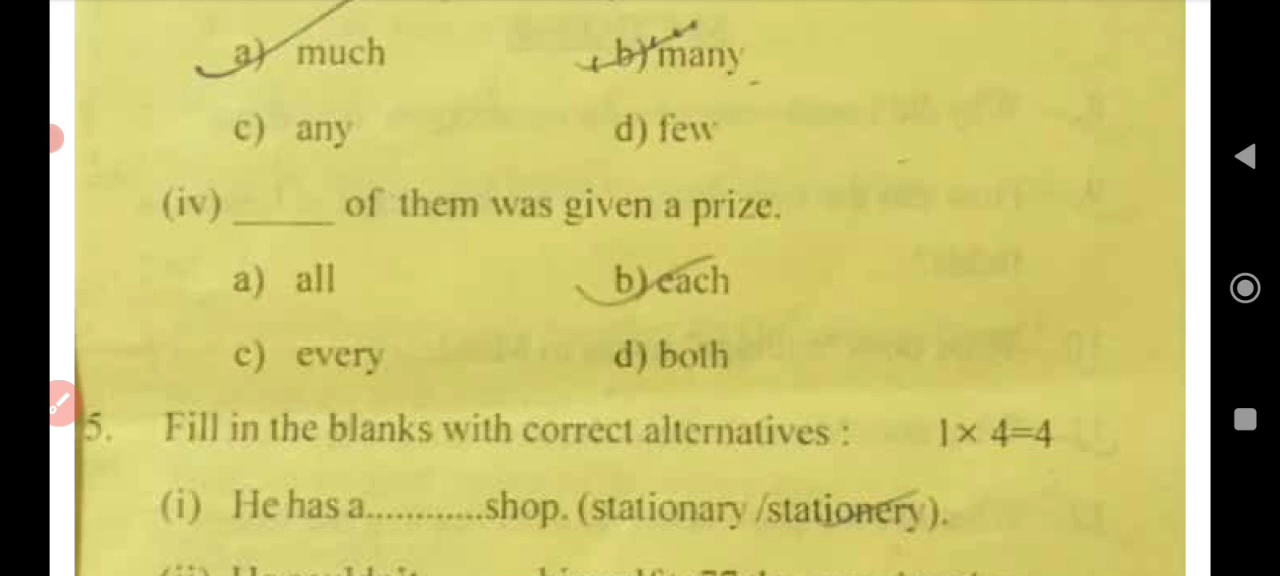 a) much b) many
c) any d) few
(iv) _____ of them was given a prize.
a) all b) each
c) every d) both
5. Fill in the blanks with correct alternatives : 1× 4=4
(i) He has a............shop. (stationary /stationery).